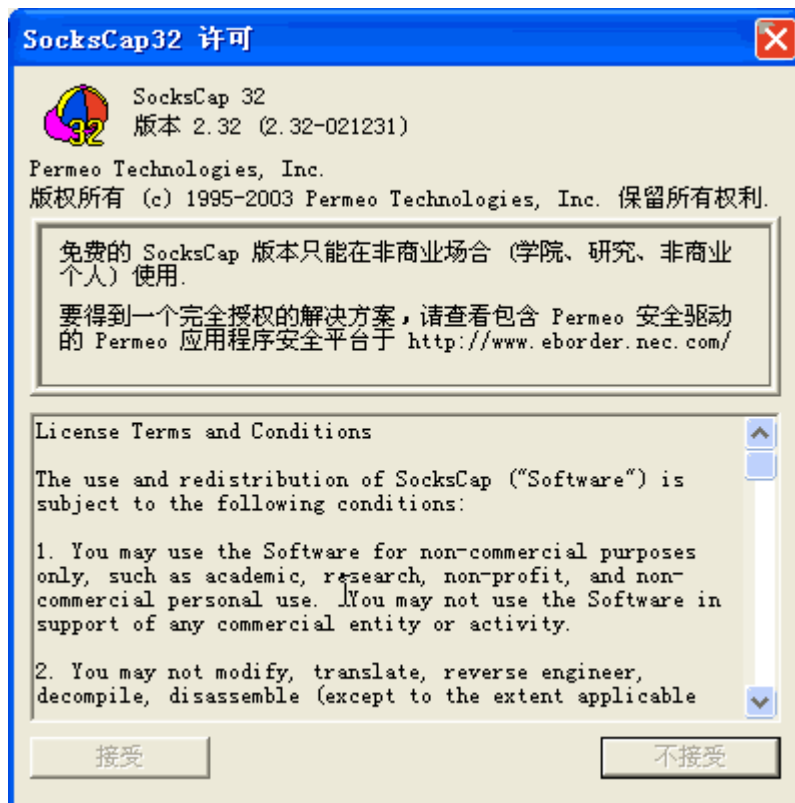 SocksCap32 许可
SocksCap 32
版本 2.32 (2.32-021231)
Permeo Technologies, Inc.
版权所有 (c) 1995-2003 Permeo Technologies, Inc. 保留所有权利.
免费的 SocksCap 版本只能在非商业场合 (学院、研究、非商业
个人) 使用.
要得到一个完全授权的解决方案，请查看包含 Permeo 安全驱动
的 Permeo 应用程序安全平台于 http://www.eborder.nec.com/
License Terms and Conditions
The use and redistribution of SocksCap ("Software") is
subject to the following conditions:
1. You may use the Software for non-commercial purposes
only, such as academic, research, non-profit, and non-
commercial personal use.  You may not use the Software in
support of any commercial entity or activity.
2. You may not modify, translate, reverse engineer,
decompile, disassemble (except to the extent applicable
接受
不接受